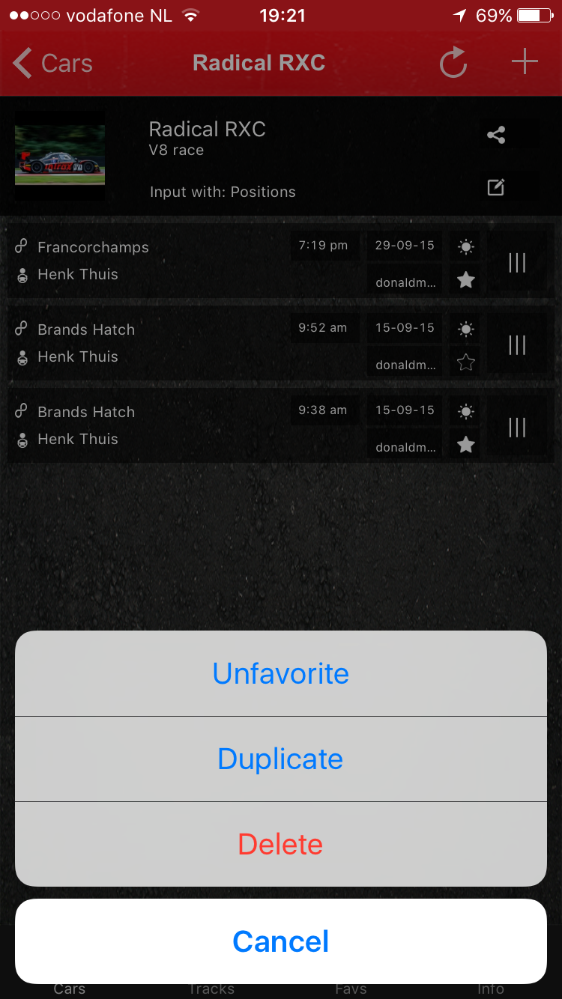 vodafone NL 19:21 69%
Cars Radical RXC
Radical RXC
V8 race
Input with: Positions
Francorchamps 7:19 pm 29-09-15
Henk Thuis donaldm...
Brands Hatch 9:52 am 15-09-15
Henk Thuis donaldm...
Brands Hatch 9:38 am 15-09-15
Henk Thuis donaldm...
Unfavorite
Duplicate
Delete
Cancel
Cars Tracks Favs Info